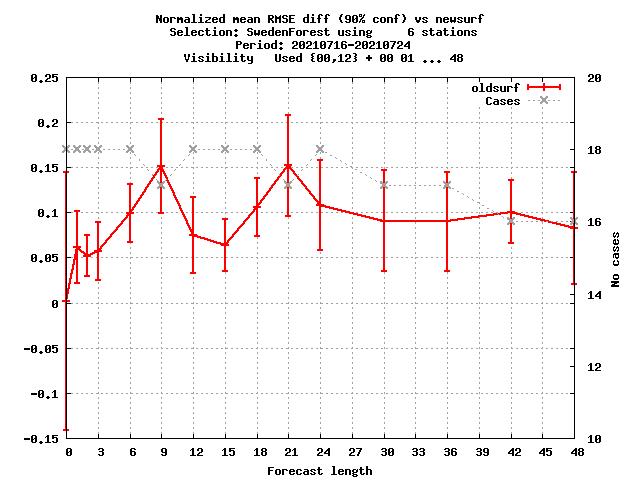 Normalized mean RMSE diff (90% conf) vs newsurf
Selection: SwedenForest using     6 stations
Period: 20210716-20210724
Visibility   Used {00,12} + 00 01 ... 48
oldsurf
Cases
0.25
0.2
0.15
0.1
0.05
0
-0.05
-0.1
-0.15
20
18
16
14
12
10
No cases
0 3 6 9 12 15 18 21 24 27 30 33 36 39 42 45 48
Forecast length